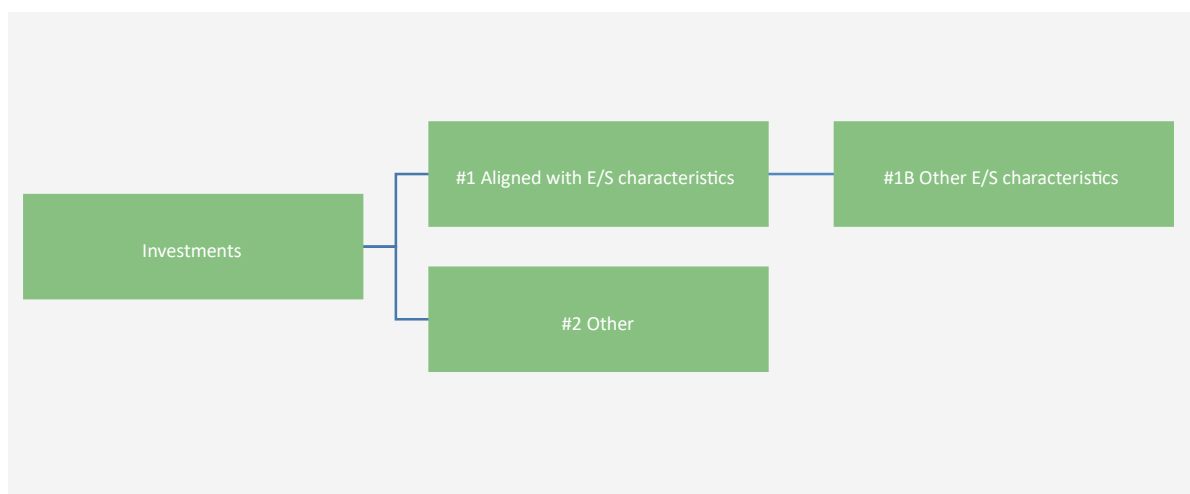 #1 Aligned with E/S characteristics
#1B Other E/S characteristics
Investments
#2 Other